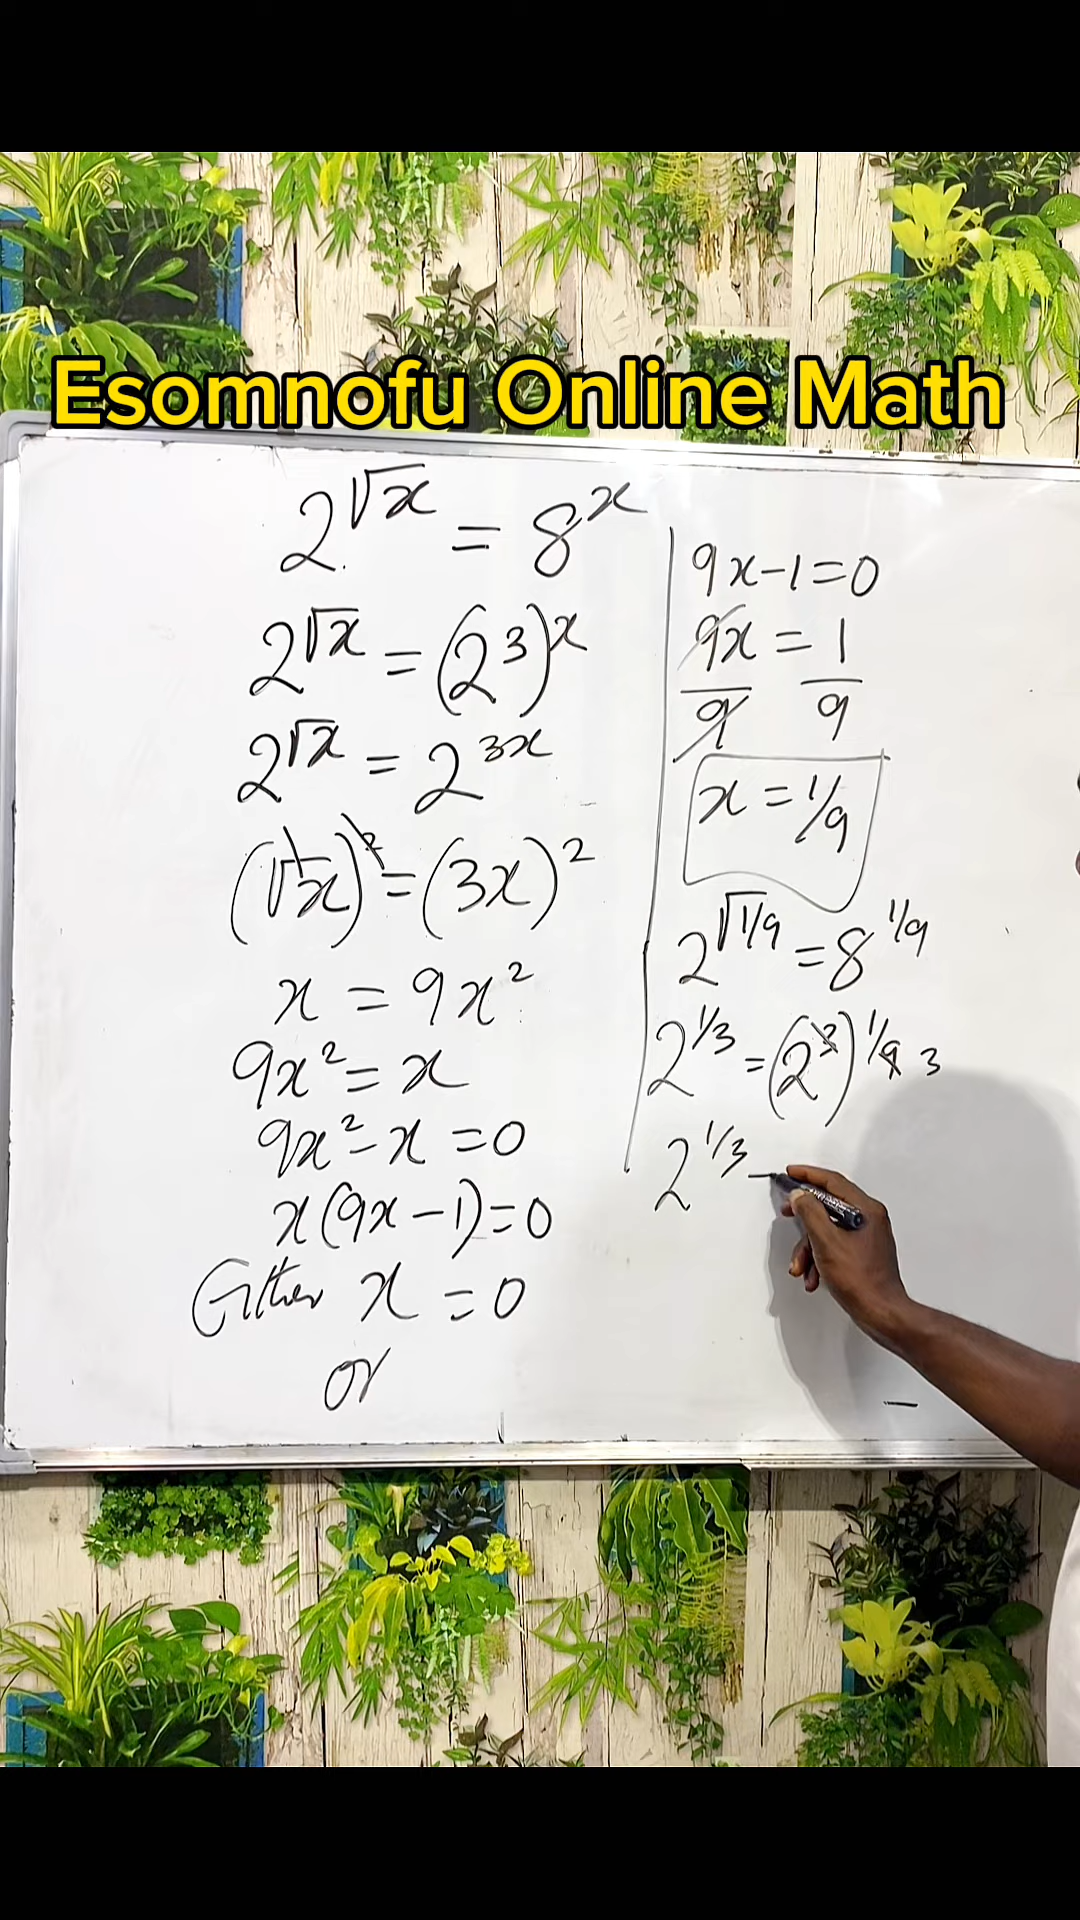 Esomnofu Online Math
2^√x = 8^x
2^√x = (2^3)^x
2^√x = 2^3x
(√x)^2 = (3x)^2
x = 9x^2
9x^2 = x
9x^2 - x = 0
x(9x - 1) = 0
Either x = 0
or
9x - 1 = 0
9x/9 = 1/9
x = 1/9
2^√1/9 = 8^1/9
2^1/3 = (2^3)^1/9 3
2^1/3 -